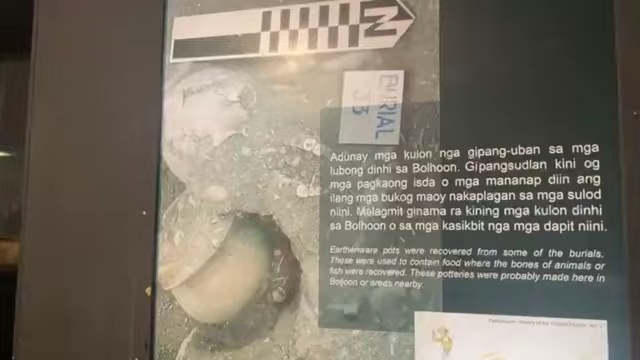 N
BURIAL
33
Adunay mga kulon nga gipang-uban sa mga
lubong dinhi sa Bolhoon. Gipangsudlan kini og
mga pagkaong isda o mga mananap diin ang
ilang mga bukog maoy nakaplagan sa mga sulod
niini. Malagmit ginama ra kining mga kulon dinhi
sa Bolhoon o sa mga kasikbit nga mga dapit niini.
Earthenware pots were recovered from some of the burials.
These were used to contain food where the bones of animals or
fish were recovered. These potteries were probably made here in
Boljoon or areas nearby.